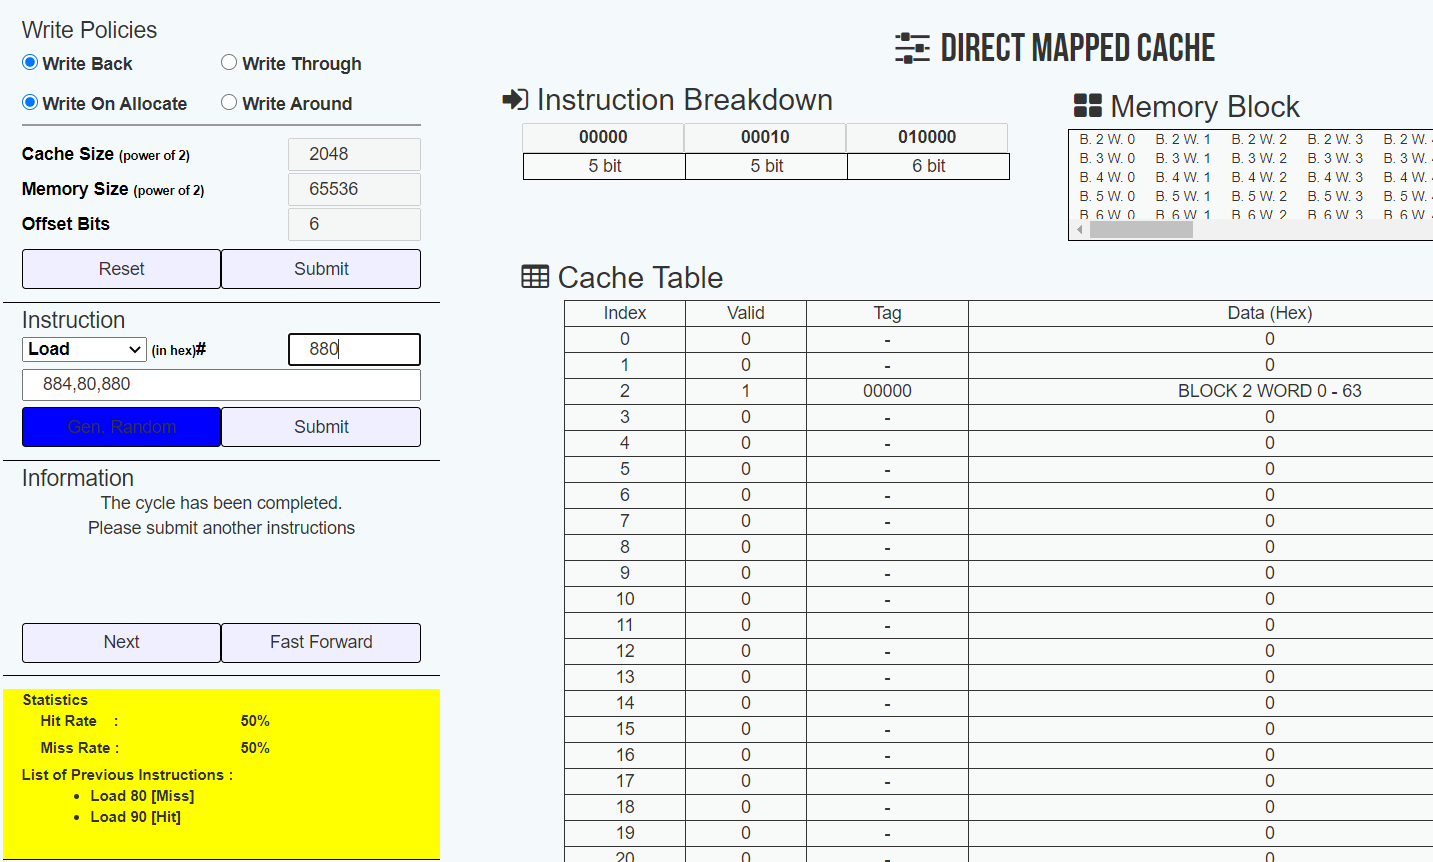 Write Policies
Write Back Write Through
Write On Allocate Write Around
Cache Size (power of 2) 2048
Memory Size (power of 2) 65536
Offset Bits 6
Reset Submit
Instruction
Load (in hex)# 880
884,80,880
Gen. Random Submit
Information
The cycle has been completed.
Please submit another instructions
Next Fast Forward
Statistics
Hit Rate : 50%
Miss Rate : 50%
List of Previous Instructions :
• Load 80 [Miss]
• Load 90 [Hit]
DIRECT MAPPED CACHE
Instruction Breakdown
00000 00010 010000
5 bit 5 bit 6 bit
Memory Block
B. 2 W. 0 B. 2 W. 1 B. 2 W. 2 B. 2 W. 3 B. 2 W.
B. 3 W. 0 B. 3 W. 1 B. 3 W. 2 B. 3 W. 3 B. 3 W.
B. 4 W. 0 B. 4 W. 1 B. 4 W. 2 B. 4 W. 3 B. 4 W.
B. 5 W. 0 B. 5 W. 1 B. 5 W. 2 B. 5 W. 3 B. 5 W.
B. 6 W. 0 B. 6 W. 1 B. 6 W. 2 B. 6 W. 3 B. 6 W.
Cache Table
Index Valid Tag Data (Hex)
0 0 - 0
1 0 - 0
2 1 00000 BLOCK 2 WORD 0 - 63
3 0 - 0
4 0 - 0
5 0 - 0
6 0 - 0
7 0 - 0
8 0 - 0
9 0 - 0
10 0 - 0
11 0 - 0
12 0 - 0
13 0 - 0
14 0 - 0
15 0 - 0
16 0 - 0
17 0 - 0
18 0 - 0
19 0 - 0
20 0 - 0